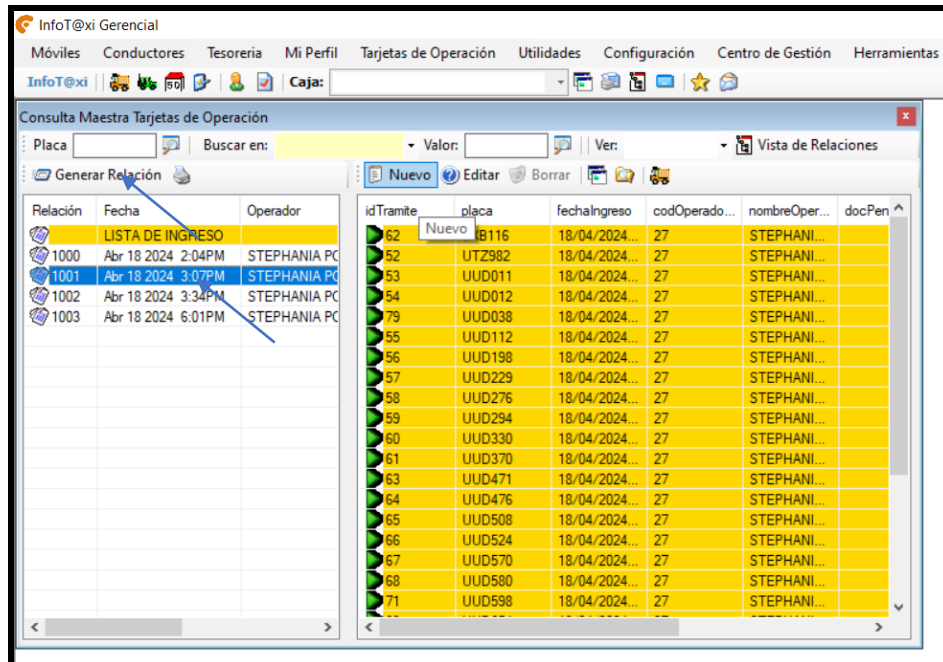 InfoT@xi Gerencial
Móviles Conductores Tesoreria Mi Perfil Tarjetas de Operación Utilidades Configuración Centro de Gestión Herramientas
InfoT@xi Caja:
Consulta Maestra Tarjetas de Operación
Placa Buscar en: Valor: Ver: Vista de Relaciones
Generar Relación Nuevo Editar Borrar
Relación Fecha Operador idTramite placa fechaIngreso codOperado... nombreOper... docPen
Nuevo
LISTA DE INGRESO 62 B116 18/04/2024... 27 STEPHANI...
1000 Abr 18 2024 2:04PM STEPHANIA PO 52 UTZ982 18/04/2024... 27 STEPHANI...
1001 Abr 18 2024 3:07PM STEPHANIA PO 53 UUD011 18/04/2024... 27 STEPHANI...
1002 Abr 18 2024 3:34PM STEPHANIA PO 54 UUD012 18/04/2024... 27 STEPHANI...
1003 Abr 18 2024 6:01PM STEPHANIA PO 79 UUD038 18/04/2024... 27 STEPHANI...
55 UUD112 18/04/2024... 27 STEPHANI...
56 UUD198 18/04/2024... 27 STEPHANI...
57 UUD229 18/04/2024... 27 STEPHANI...
58 UUD276 18/04/2024... 27 STEPHANI...
59 UUD294 18/04/2024... 27 STEPHANI...
60 UUD330 18/04/2024... 27 STEPHANI...
61 UUD370 18/04/2024... 27 STEPHANI...
63 UUD471 18/04/2024... 27 STEPHANI...
64 UUD476 18/04/2024... 27 STEPHANI...
65 UUD508 18/04/2024... 27 STEPHANI...
66 UUD524 18/04/2024... 27 STEPHANI...
67 UUD570 18/04/2024... 27 STEPHANI...
68 UUD580 18/04/2024... 27 STEPHANI...
71 UUD598 18/04/2024... 27 STEPHANI...